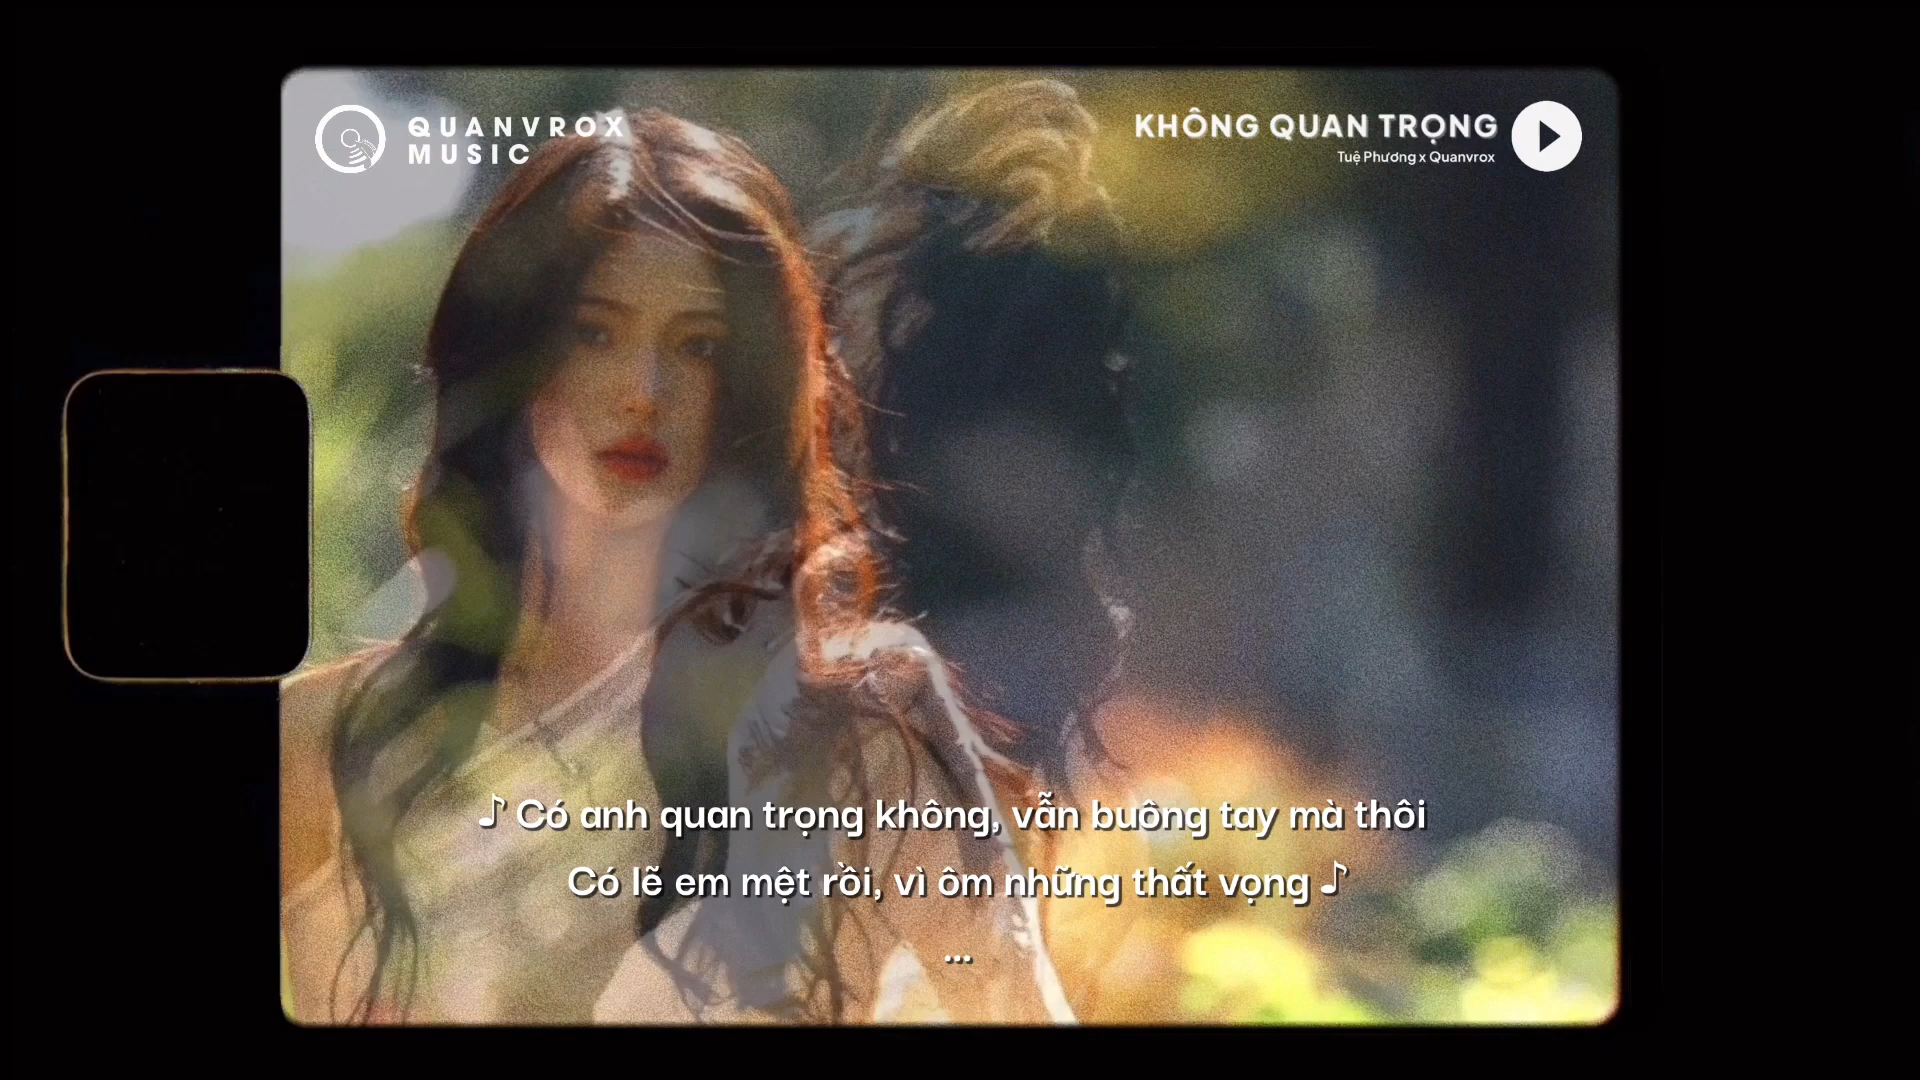 QUANVROX
MUSIC
KHÔNG QUAN TRỌNG
Tuệ Phương x Quanvrox
♪ Có anh quan trọng không, vẫn buông tay mà thôi
Có lẽ em mệt rồi, vì ôm những thất vọng ♪
...